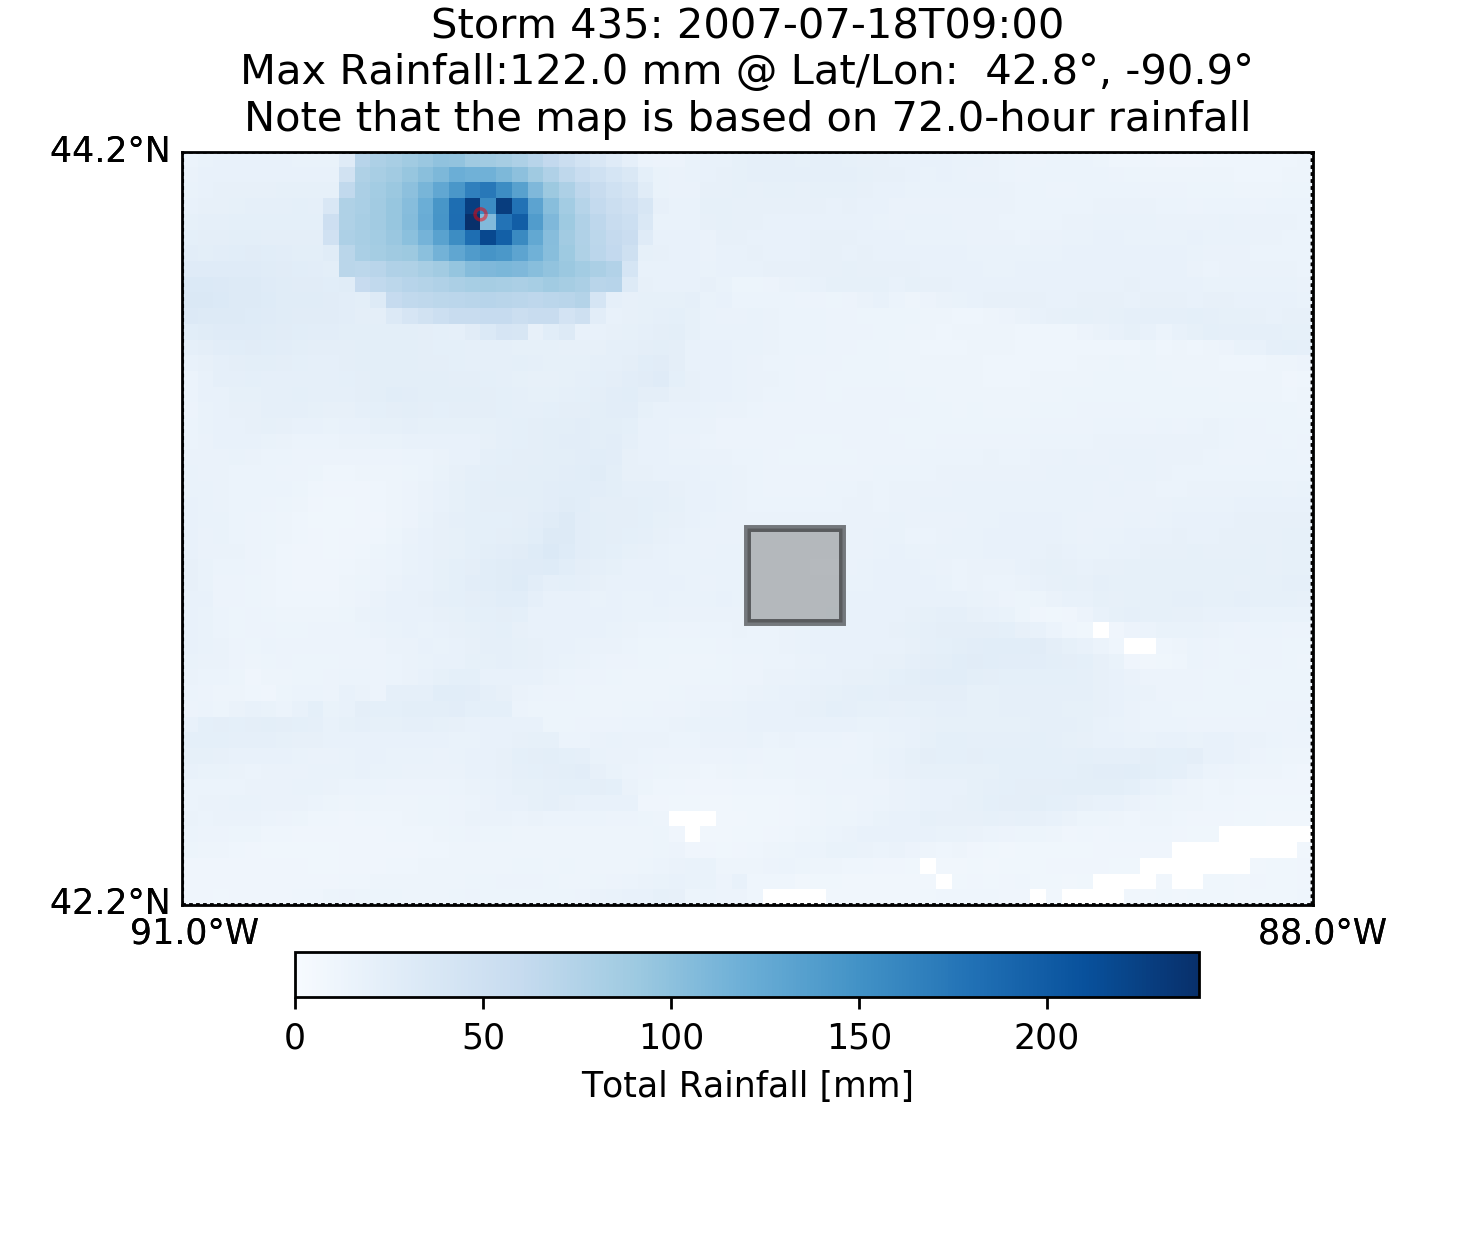 Storm 435: 2007-07-18T09:00
Max Rainfall:122.0 mm @ Lat/Lon:  42.8°, -90.9°
Note that the map is based on 72.0-hour rainfall
44.2°N
42.2°N
91.0°W 88.0°W
0 50 100 150 200
Total Rainfall [mm]